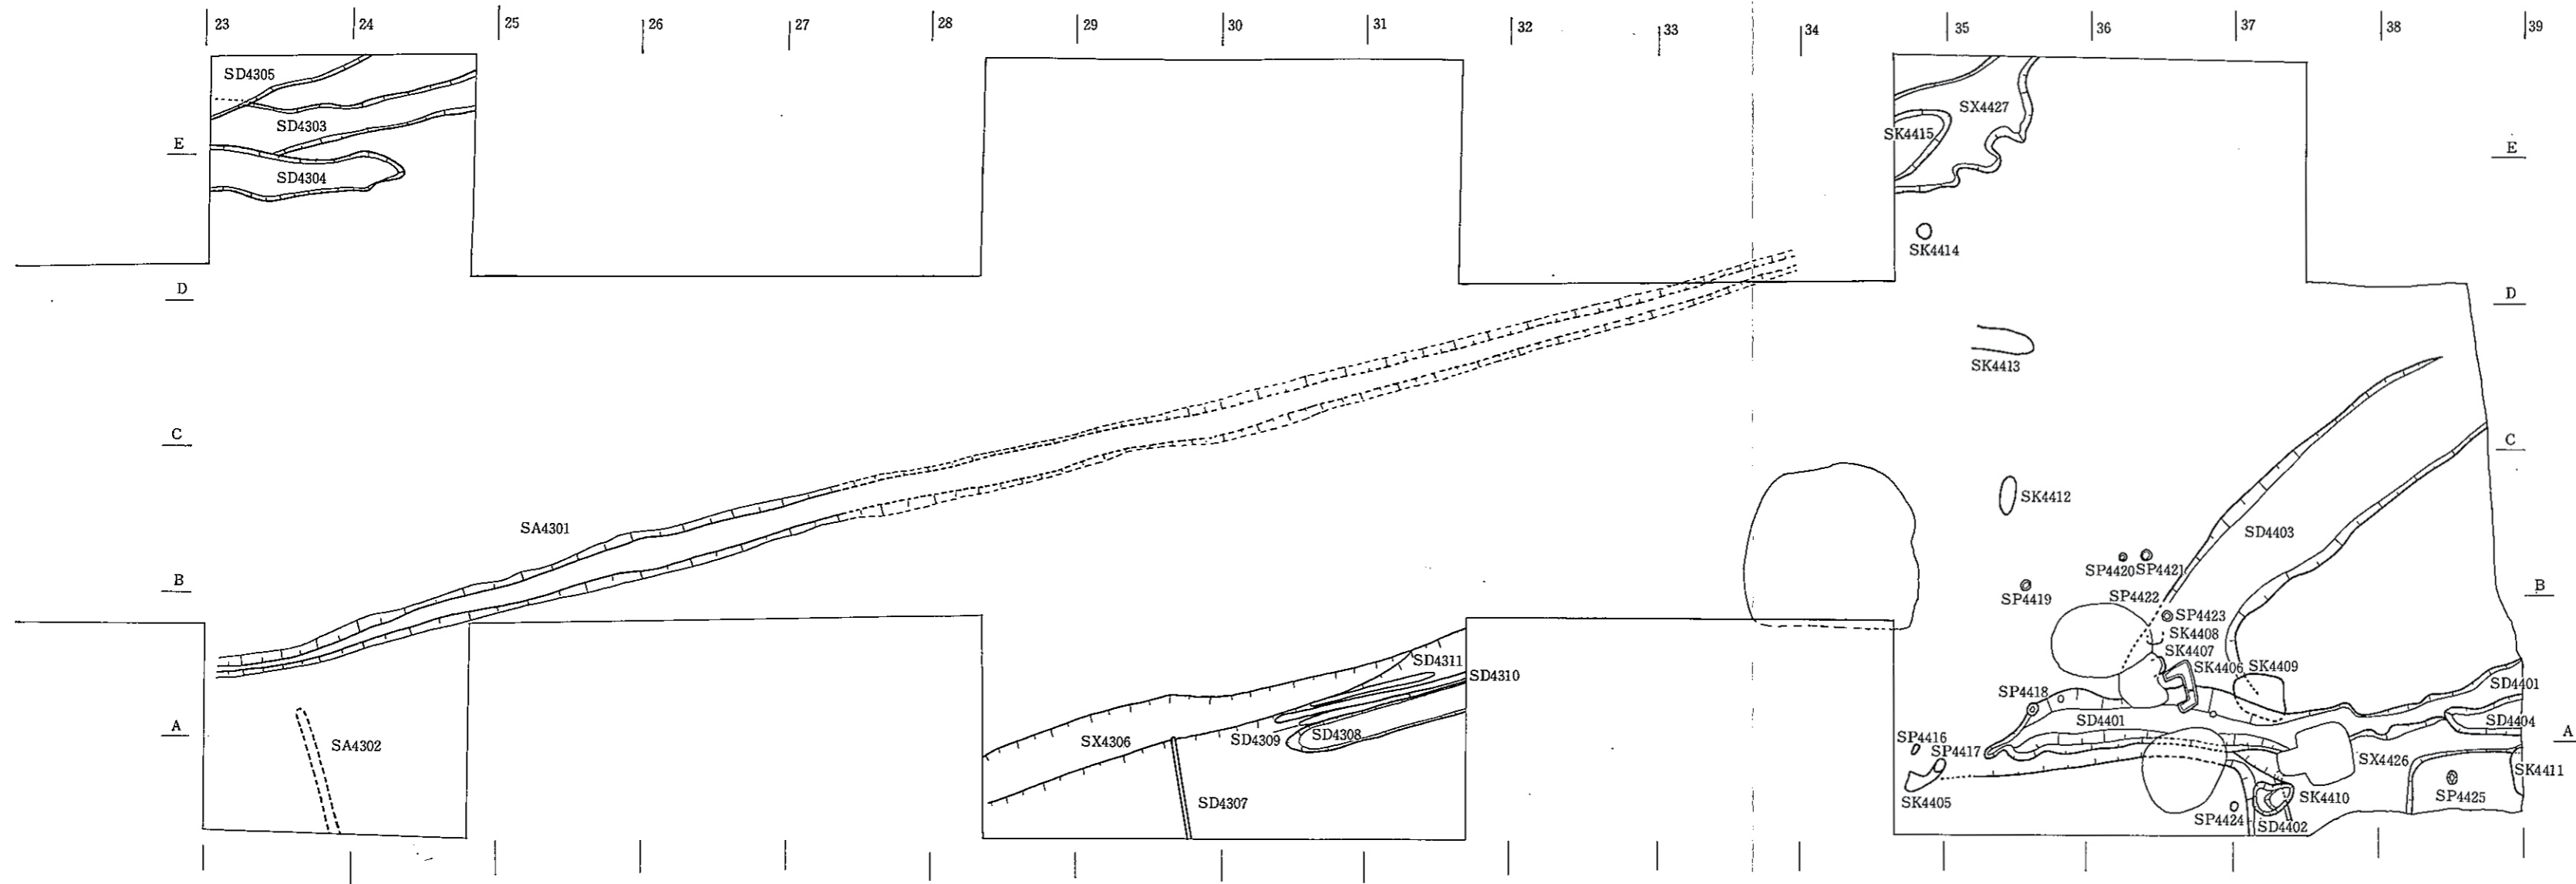 23 24 25 26 27 28 29 30 31 32 33 34 35 36 37 38 39
SD4305
SX4427
SD4303
SK4415
E E
SD4304
SK4414
D D
SK4413
C C
SK4412
SA4301
SD4403
SP4420 SP4421
B B
SP4419 SP4422
SP4423
SK4408
SK4407
SD4311 SK4406 SK4409
SD4310 SD4401
SP4418
A SD4401 SD4404 A
SX4306 SD4309 SD4308
SA4302 SP4416 SP4417
SX4426
SK4411
SD4307 SK4405 SK4410 SP4425
SP4424 SD4402